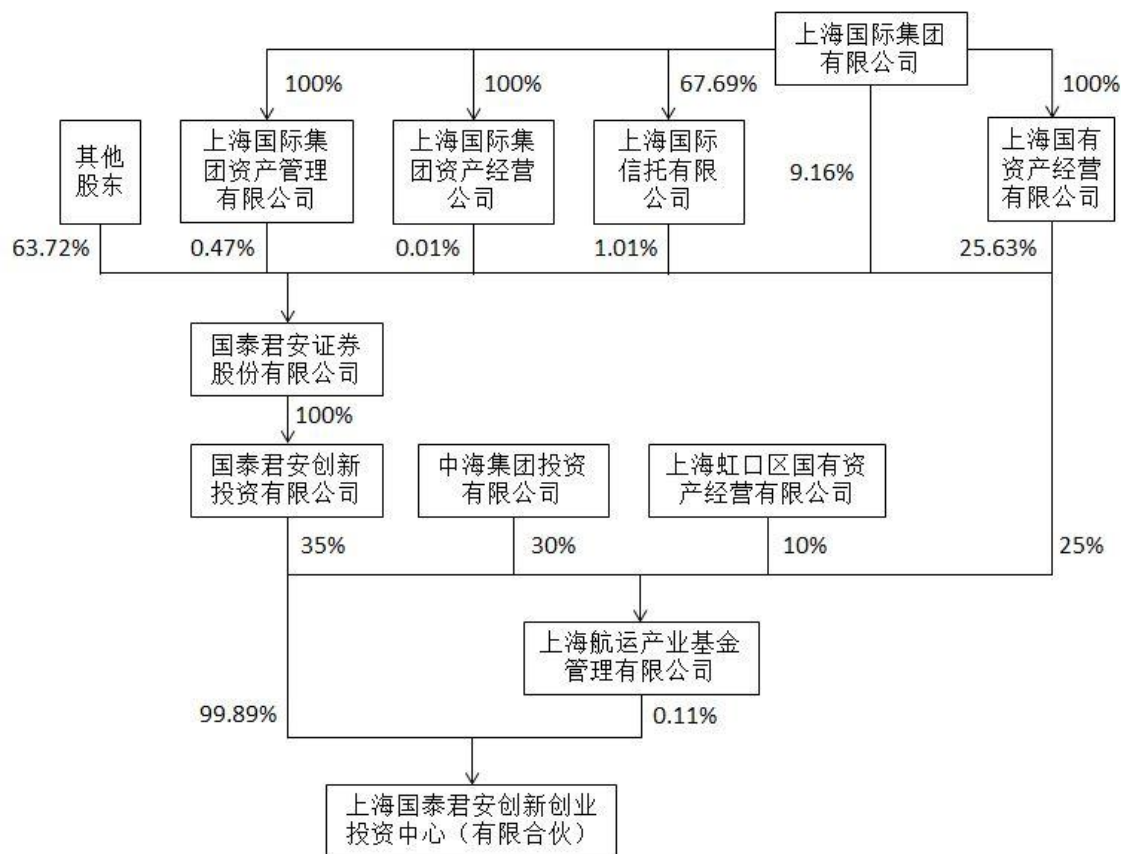 上海国际集团
有限公司
100%
100%
67.69%
100%
其他
股东
上海国际集
团资产管理
有限公司
上海国际集
团资产经营
公司
上海国际
信托有限
公司
9.16%
上海国有
资产经营
有限公司
63.72%
0.47%
0.01%
1.01%
25.63%
国泰君安证券
股份有限公司
100%
国泰君安创新
投资有限公司
中海集团投资
有限公司
上海虹口区国有资
产经营有限公司
35%
30%
10%
25%
上海航运产业基金
管理有限公司
99.89%
0.11%
上海国泰君安创新创业
投资中心（有限合伙）